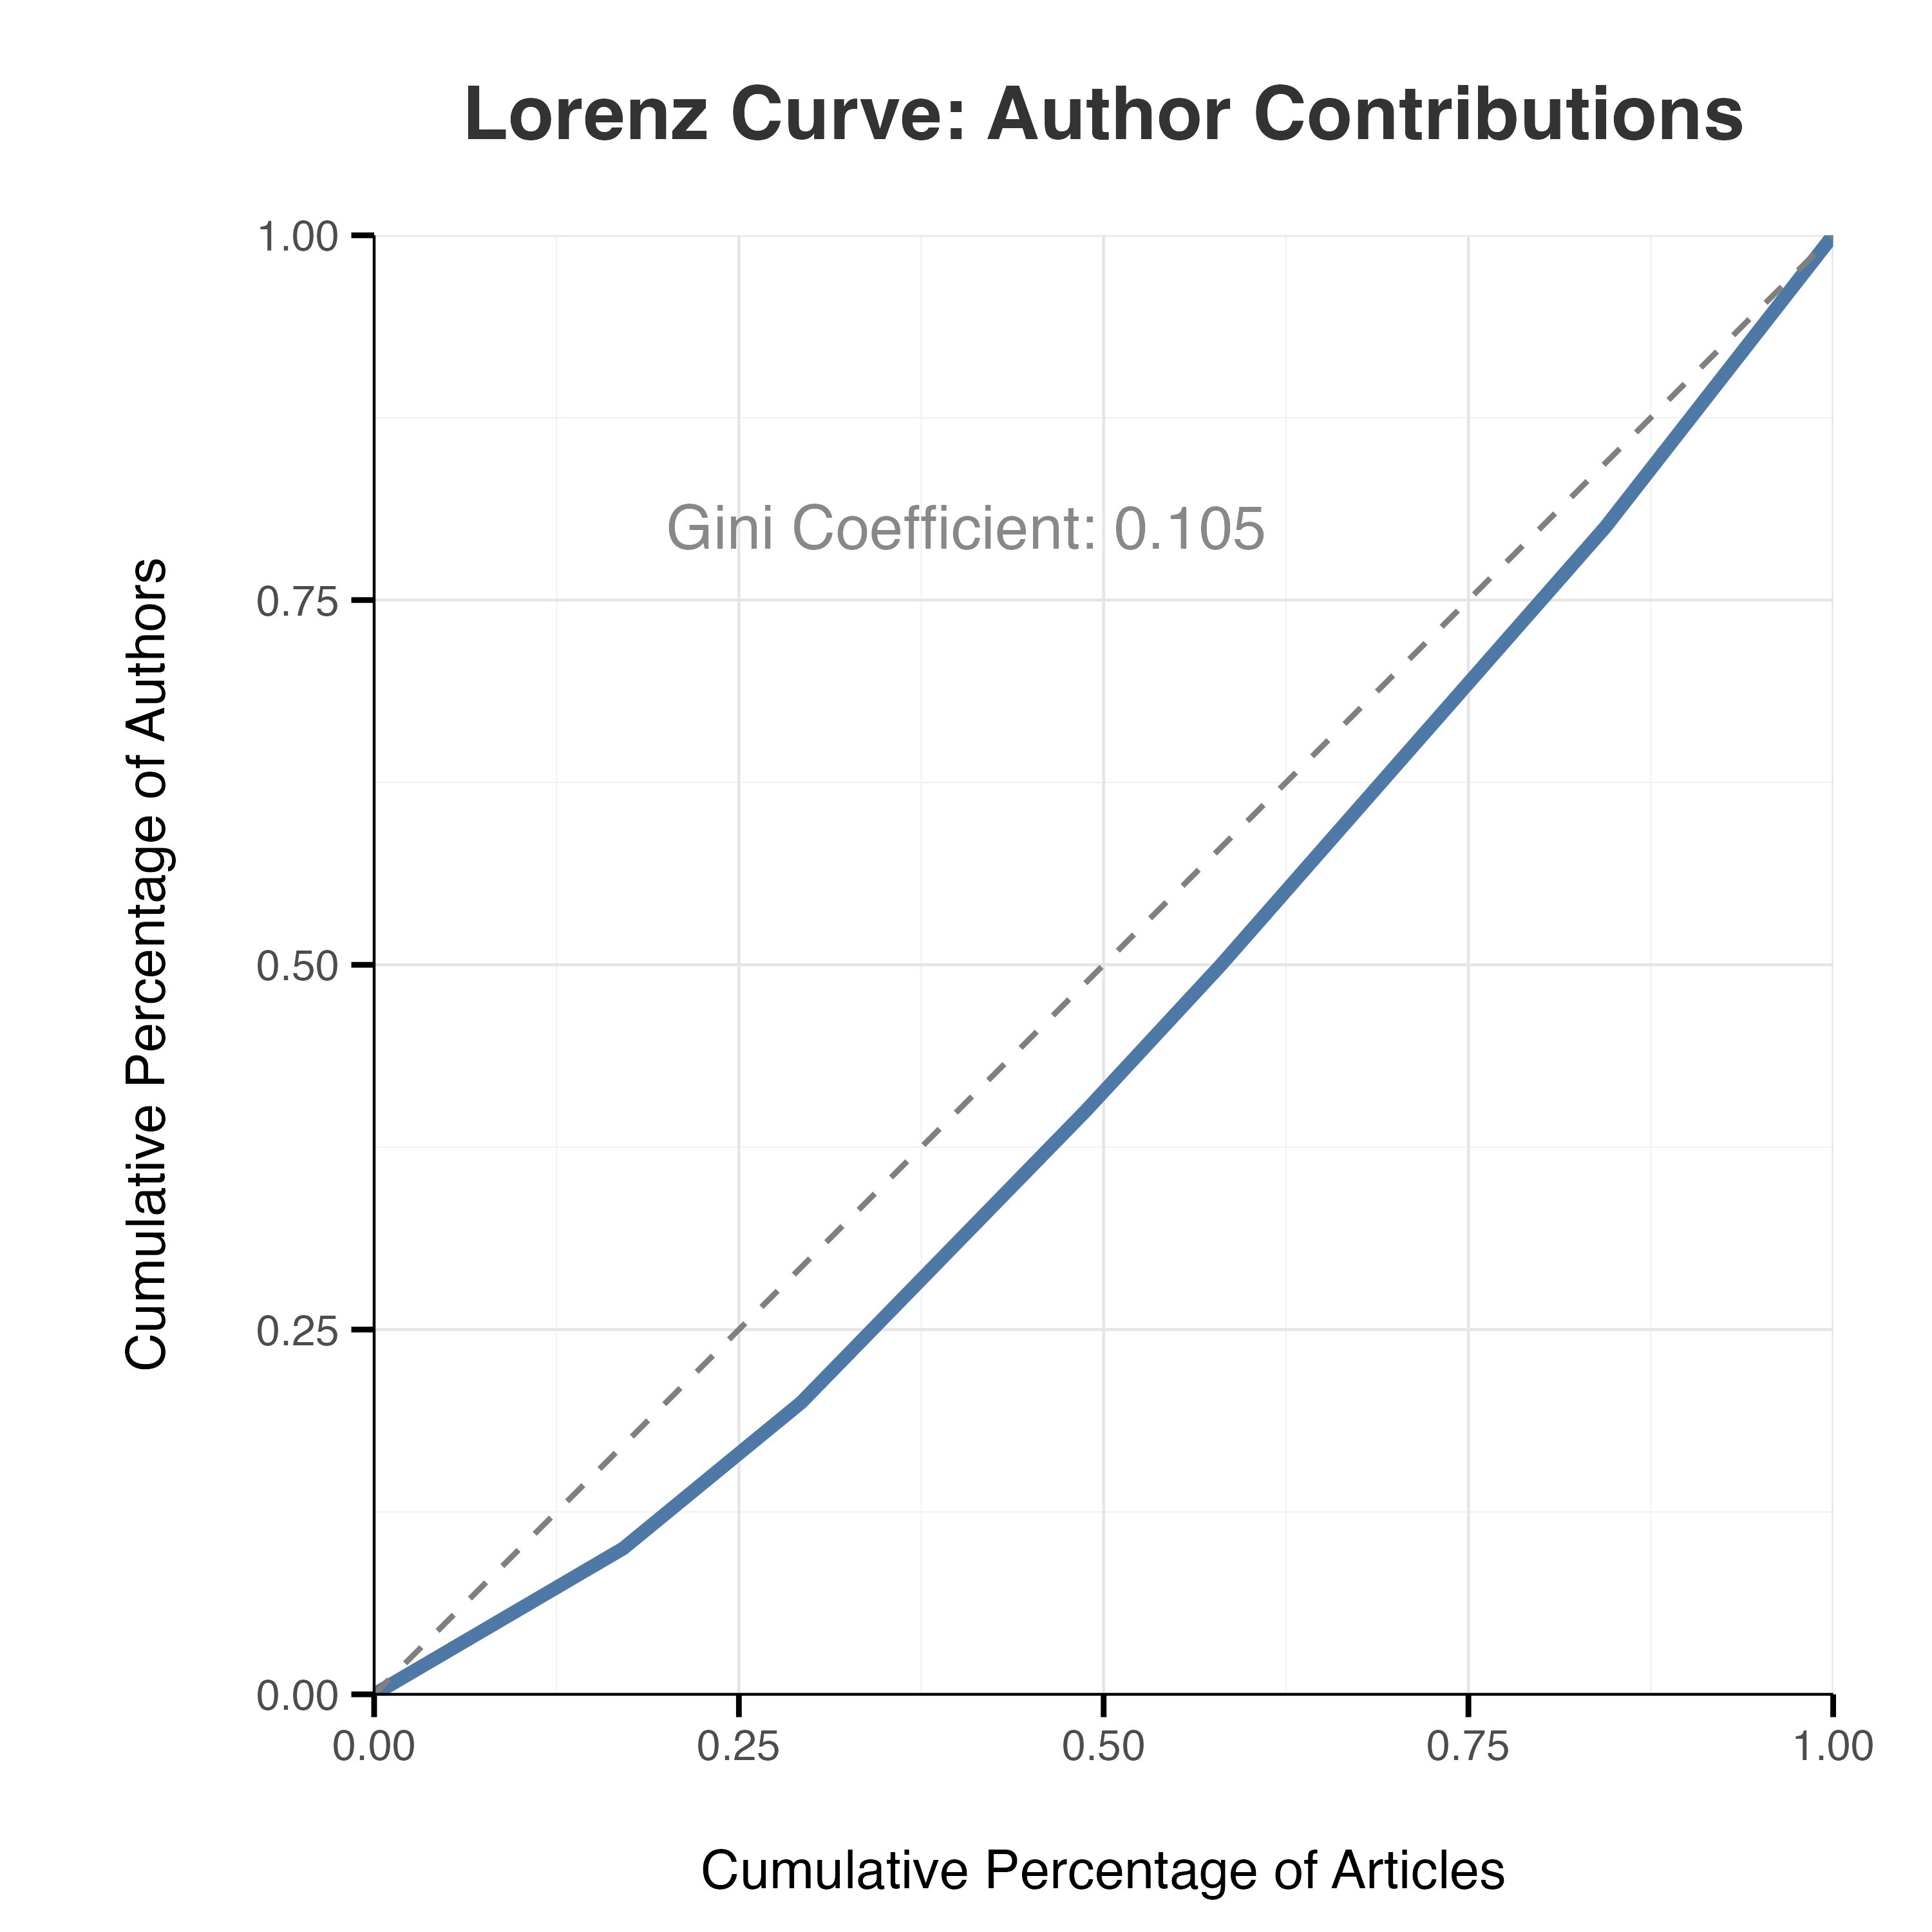 Lorenz Curve: Author Contributions
1.00
Gini Coefficient: 0.105
0.75
Cumulative Percentage of Authors
0.50
0.25
0.00
0.00 0.25 0.50 0.75 1.00
Cumulative Percentage of Articles